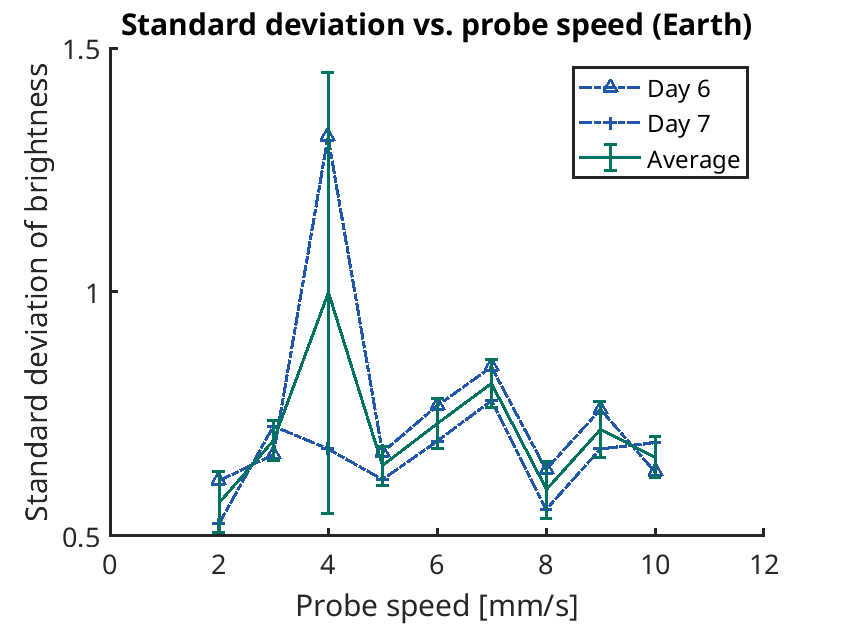 Standard deviation vs. probe speed (Earth)
1.5
1
0.5
Standard deviation of brightness
Day 6
Day 7
Average
0 2 4 6 8 10 12
Probe speed [mm/s]